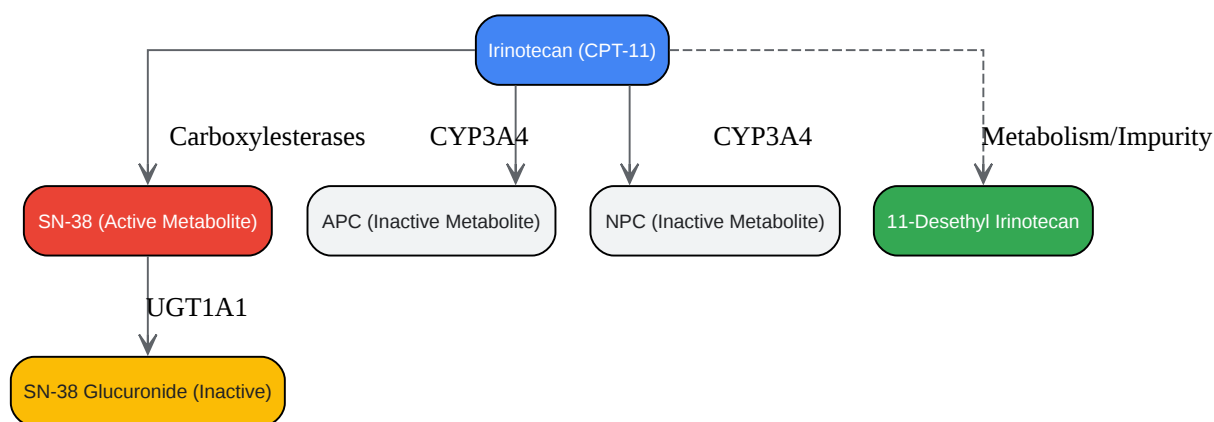 Irinotecan (CPT-11)
Carboxylesterases
CYP3A4
CYP3A4
Metabolism/Impurity
SN-38 (Active Metabolite)
APC (Inactive Metabolite)
NPC (Inactive Metabolite)
11-Desethyl Irinotecan
UGT1A1
SN-38 Glucuronide (Inactive)